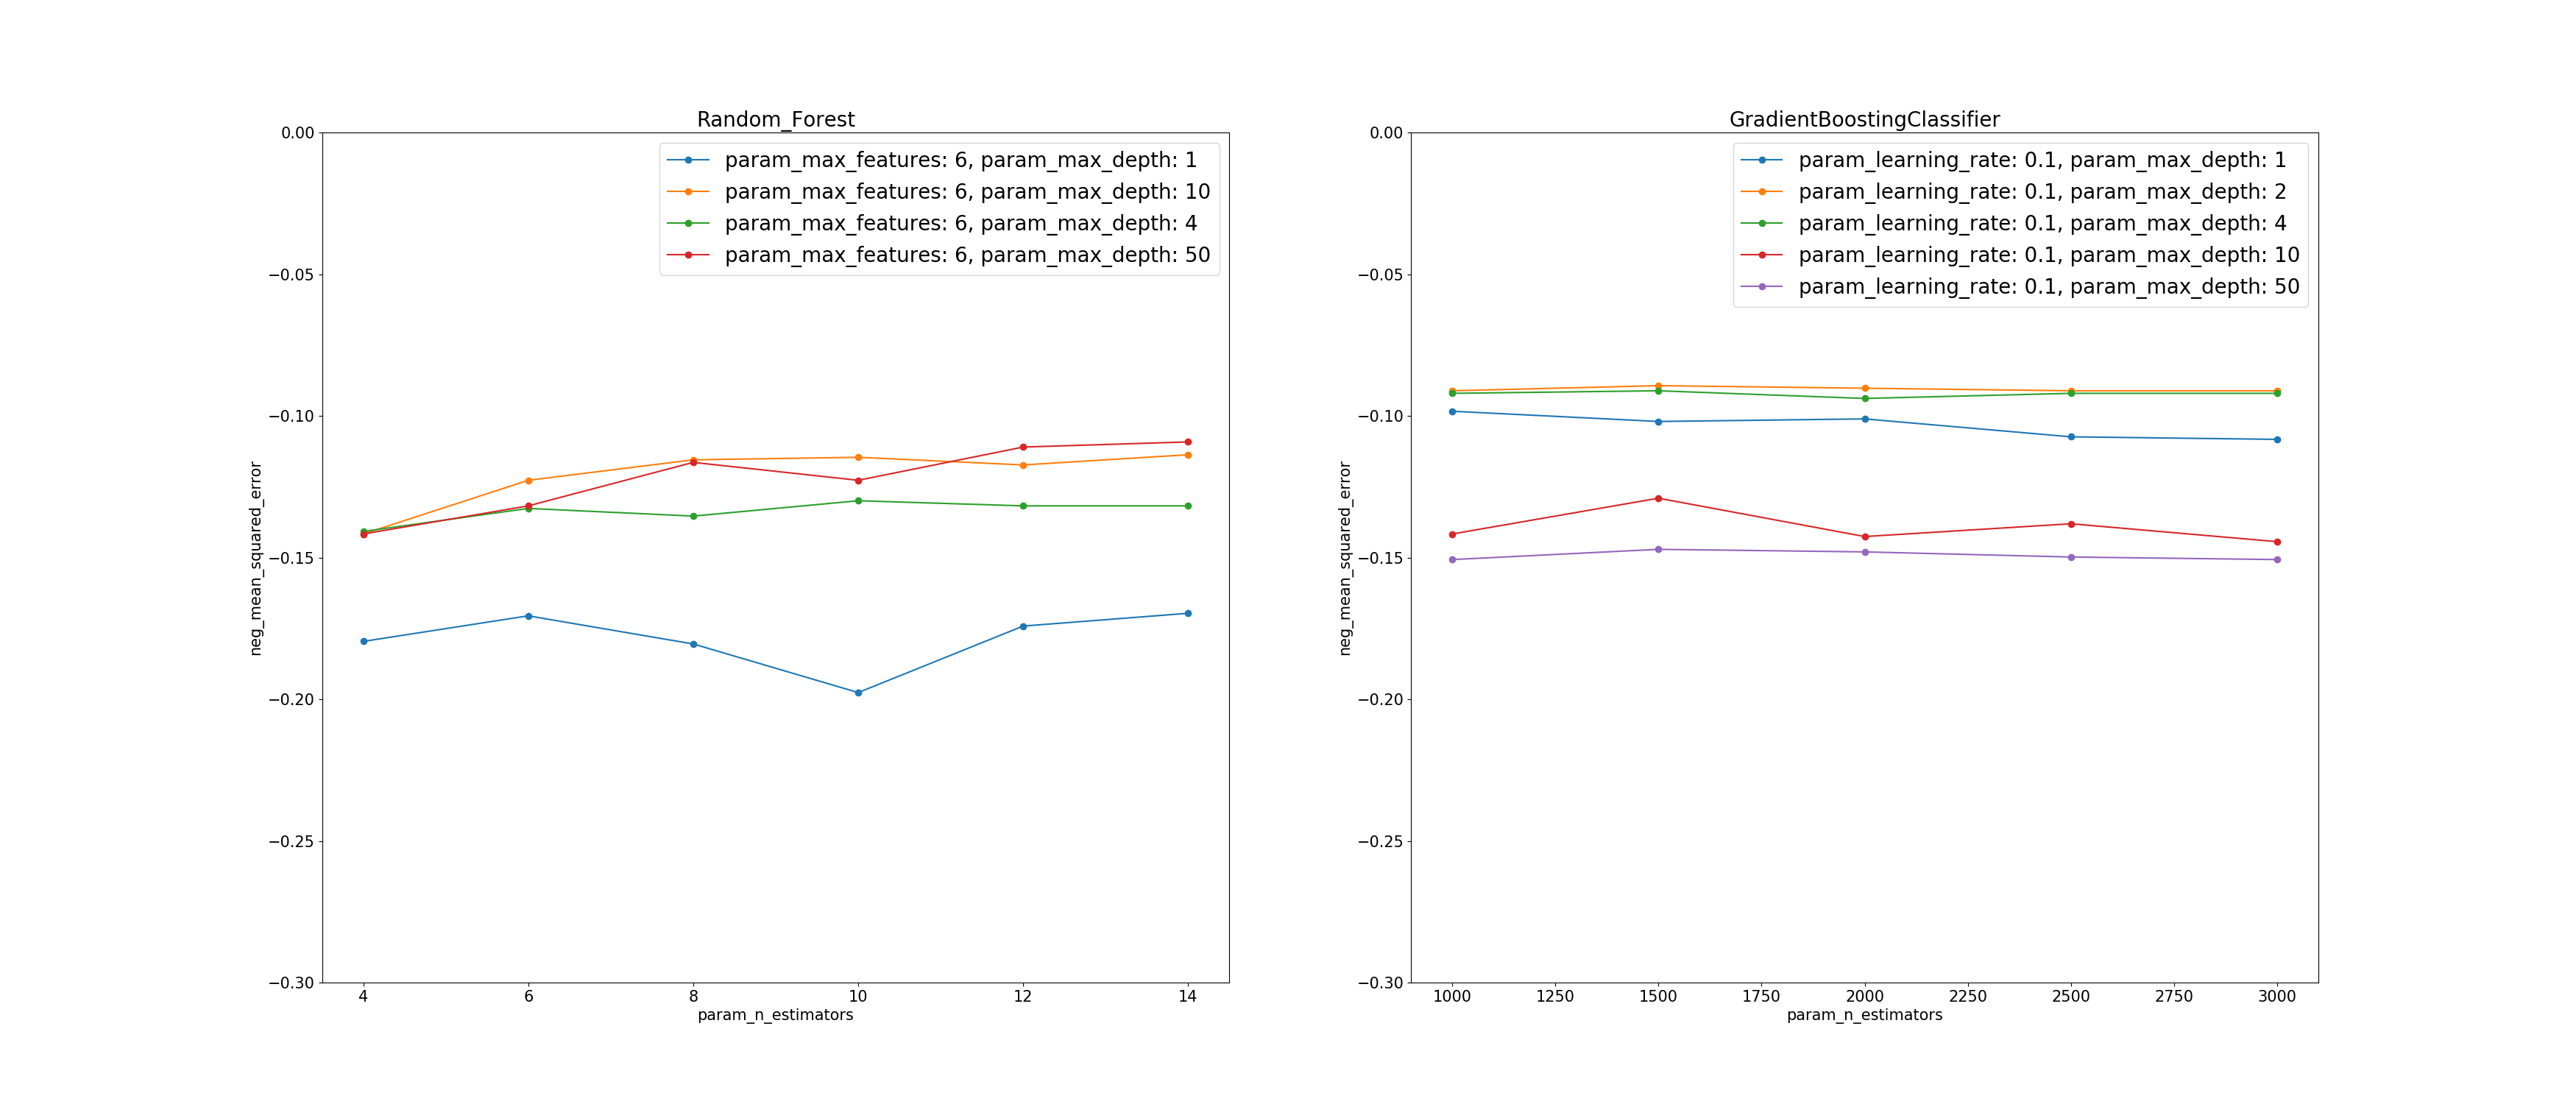 Random_Forest
param_max_features: 6, param_max_depth: 1
param_max_features: 6, param_max_depth: 10
param_max_features: 6, param_max_depth: 4
param_max_features: 6, param_max_depth: 50
0.00
−0.05
−0.10
−0.15
−0.20
−0.25
−0.30
neg_mean_squared_error
4
6
8
10
12
14
param_n_estimators
GradientBoostingClassifier
param_learning_rate: 0.1, param_max_depth: 1
param_learning_rate: 0.1, param_max_depth: 2
param_learning_rate: 0.1, param_max_depth: 4
param_learning_rate: 0.1, param_max_depth: 10
param_learning_rate: 0.1, param_max_depth: 50
0.00
−0.05
−0.10
−0.15
−0.20
−0.25
−0.30
neg_mean_squared_error
1000
1250
1500
1750
2000
2250
2500
2750
3000
param_n_estimators